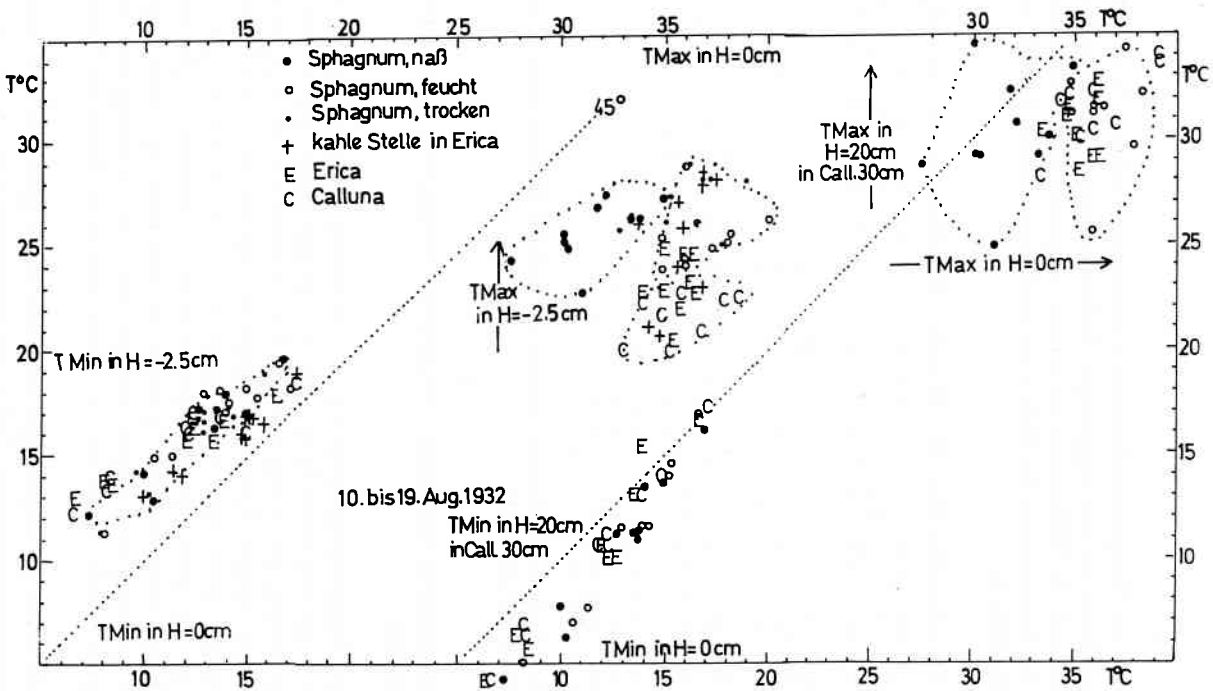 10 15 20 25 30 35 30 35 T°C
T°C
• Sphagnum, naß
o Sphagnum, feucht
• Sphagnum, trocken
+ kahle Stelle in Erica
E Erica
C Calluna
TMax in H=0cm
45°
TMax in
H=20cm
in Call.30cm
T°C
30
25
20
15
10
30
25
20
15
10
TMax
in H=-2.5cm
TMax in H=0cm
T Min in H=-2.5cm
10. bis 19. Aug. 1932
TMin in H=20cm
in Call. 30cm
TMin in H=0cm
TMin in H=0cm
EC
10 15 10 15 20 25 30 35 T°C